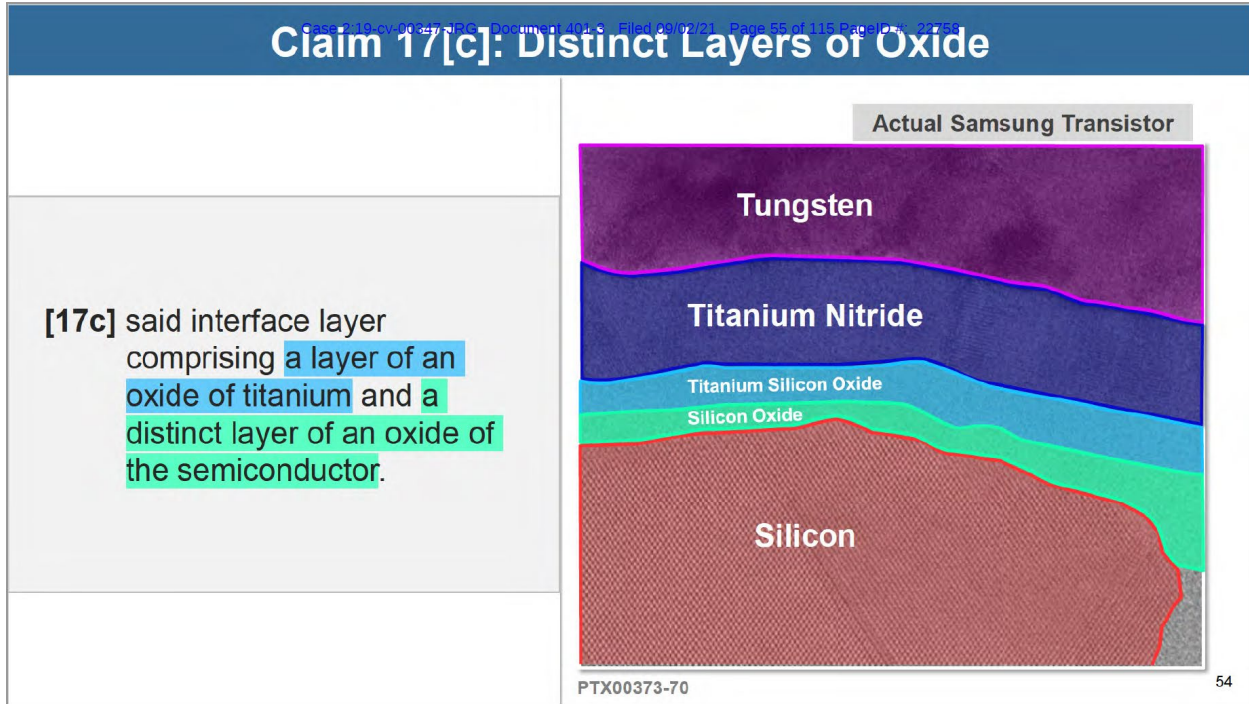 Case 2:19-cv-00347-JRG Document 401-3 Filed 09/02/21 Page 55 of 115 PageID #: 22758
Claim 17[c]: Distinct Layers of Oxide
[17c] said interface layer
comprising a layer of an
oxide of titanium and a
distinct layer of an oxide of
the semiconductor.
Actual Samsung Transistor
Tungsten
Titanium Nitride
Titanium Silicon Oxide
Silicon Oxide
Silicon
PTX00373-70
54